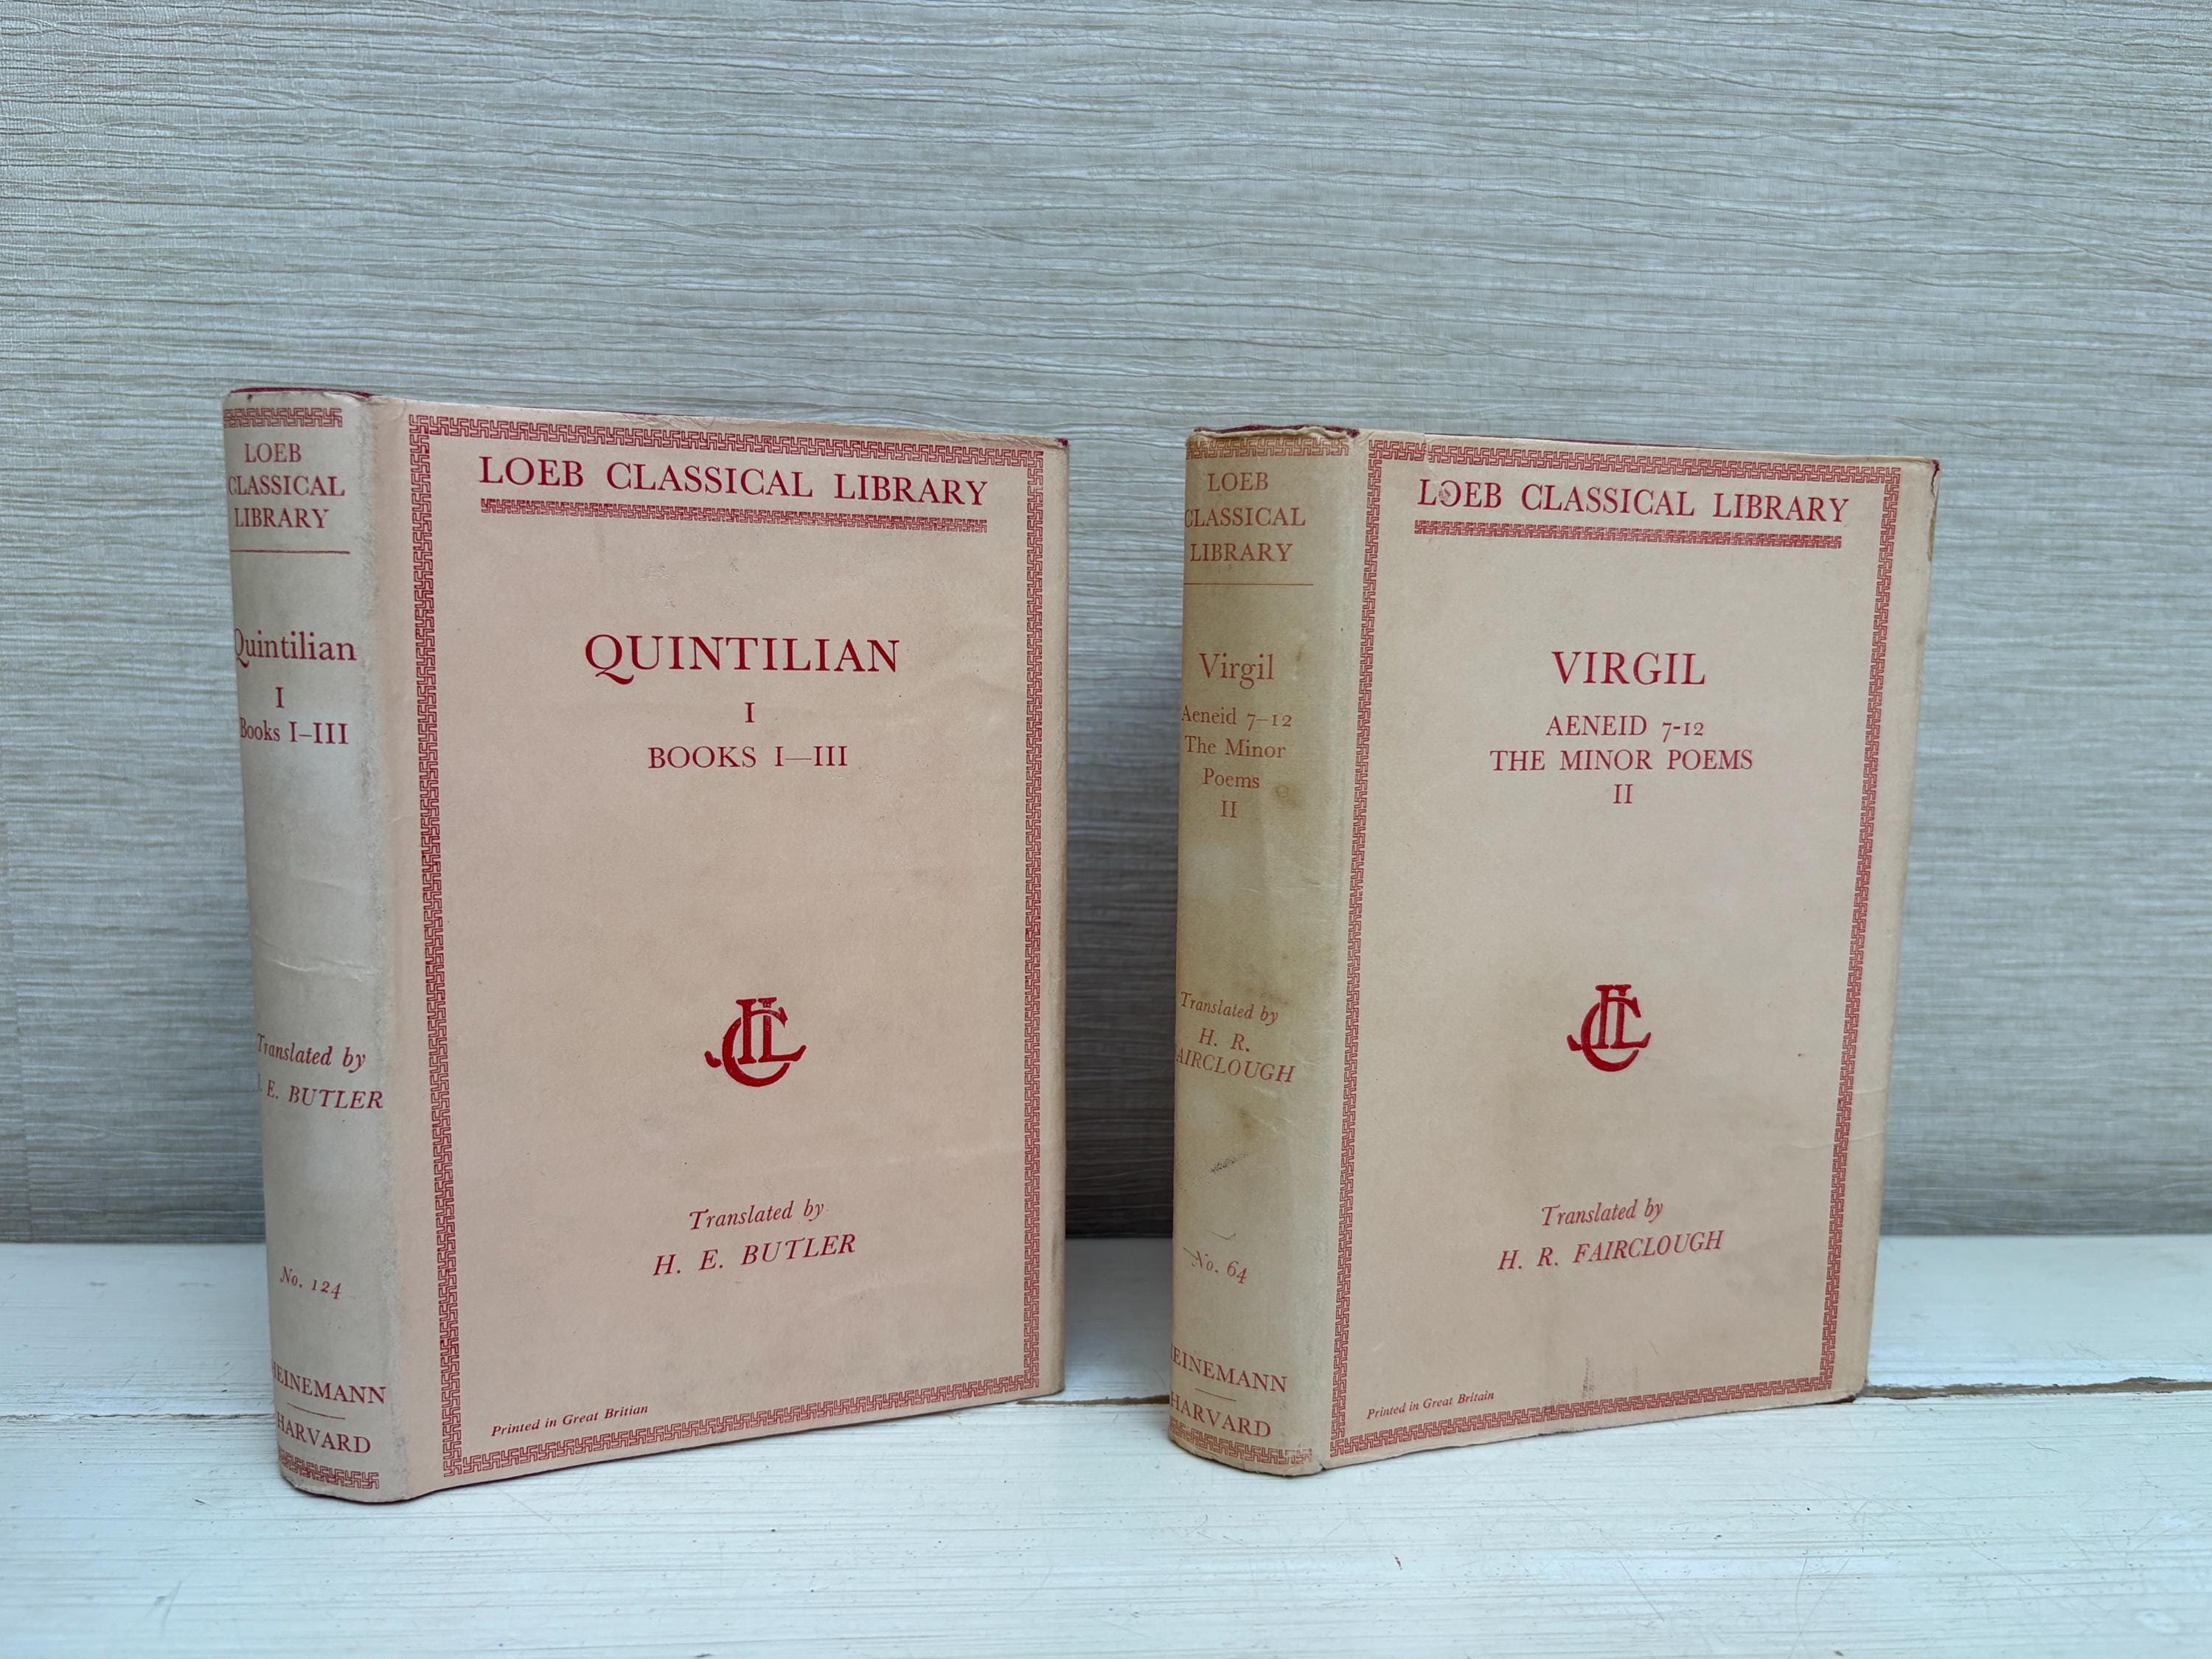 LOEB
CLASSICAL
LIBRARY
Quintilian
I
Books I–III
Translated by
E. BUTLER
No. 124
HEINEMANN
HARVARD
LOEB CLASSICAL LIBRARY
QUINTILIAN
I
BOOKS I—III
LCL
Translated by
H. E. BUTLER
Printed in Great Britian
LOEB
CLASSICAL
LIBRARY
Virgil
Aeneid 7–12
The Minor
Poems
II
Translated by
H. R.
FAIRCLOUGH
No. 64
HEINEMANN
HARVARD
LOEB CLASSICAL LIBRARY
VIRGIL
AENEID 7-12
THE MINOR POEMS
II
LCL
Translated by
H. R. FAIRCLOUGH
Printed in Great Britain